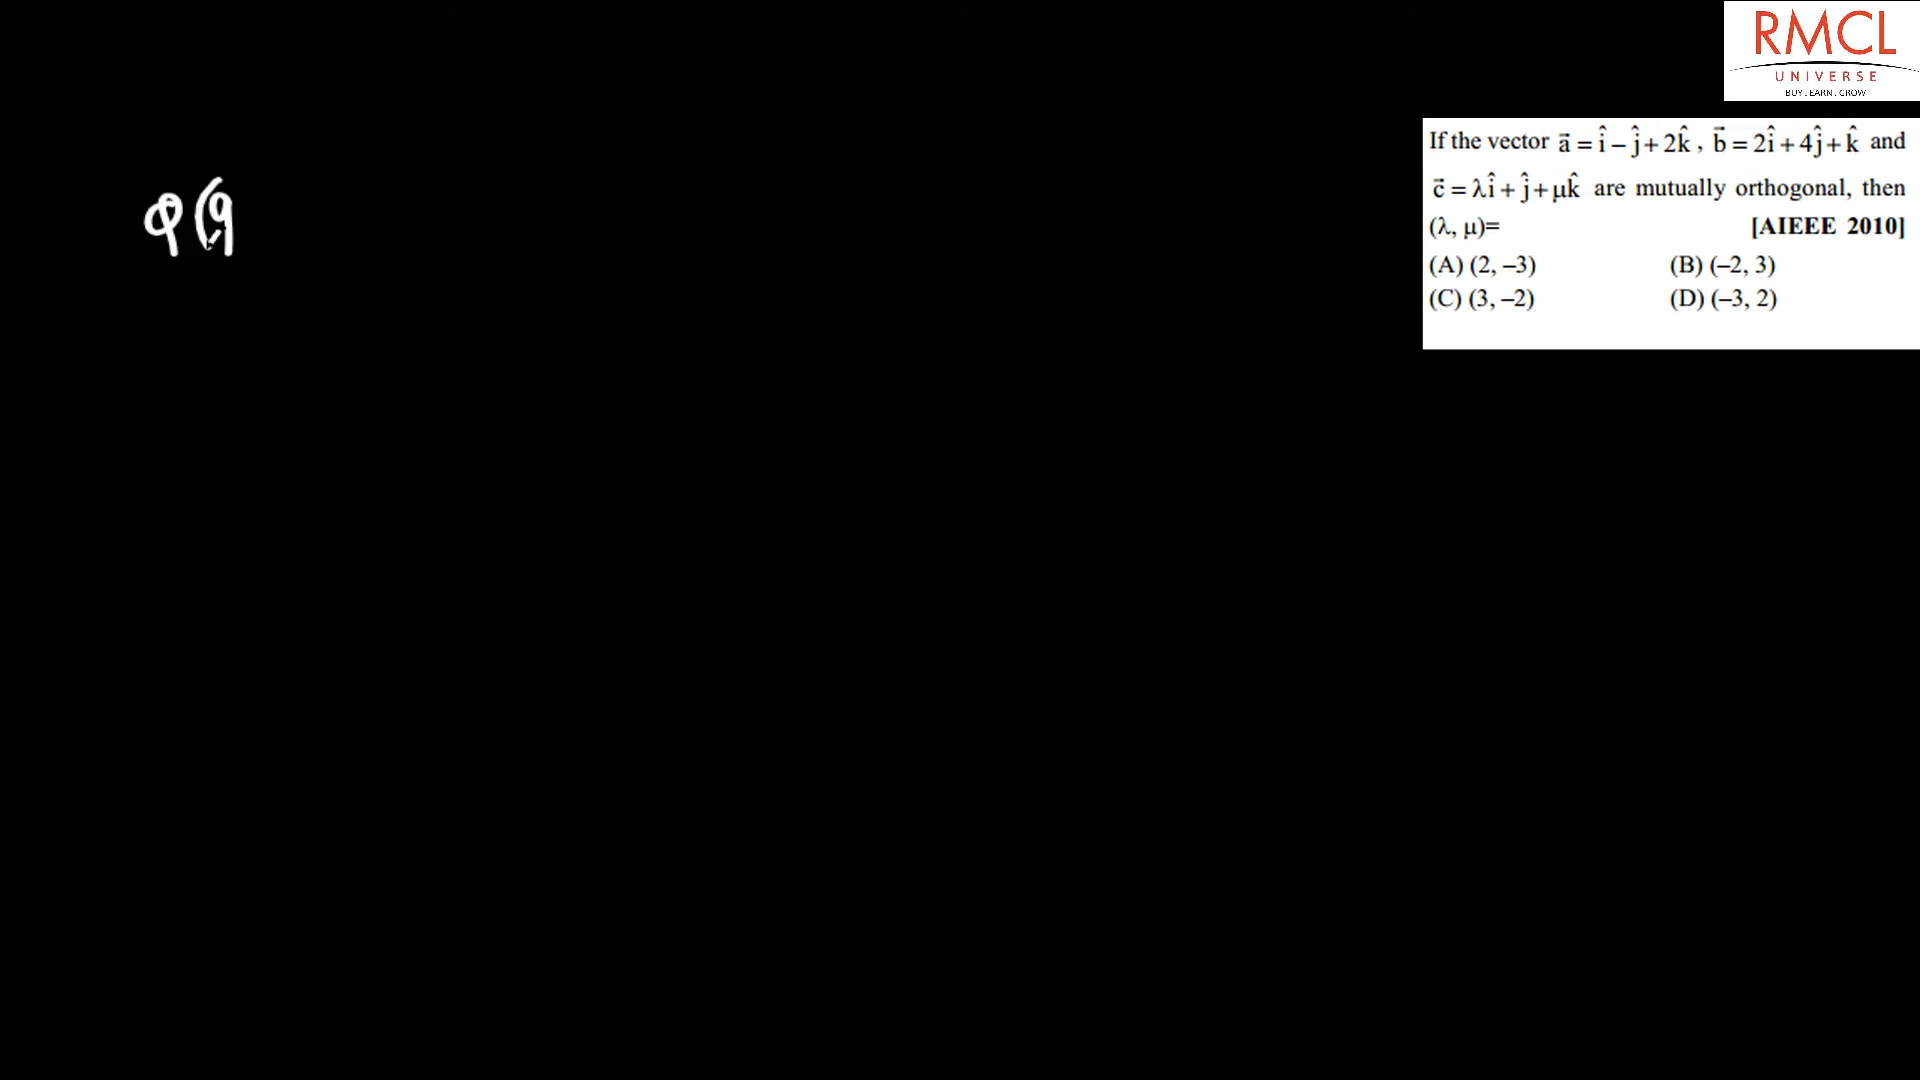 RMCL
UNIVERSE
BUY . EARN . GROW
If the vector a⃗ = î − ĵ + 2k̂ , b⃗ = 2î + 4ĵ + k̂ and
c⃗ = λî + ĵ + μk̂ are mutually orthogonal, then
(λ, μ)= [AIEEE 2010]
(A) (2, –3) (B) (–2, 3)
(C) (3, –2) (D) (–3, 2)